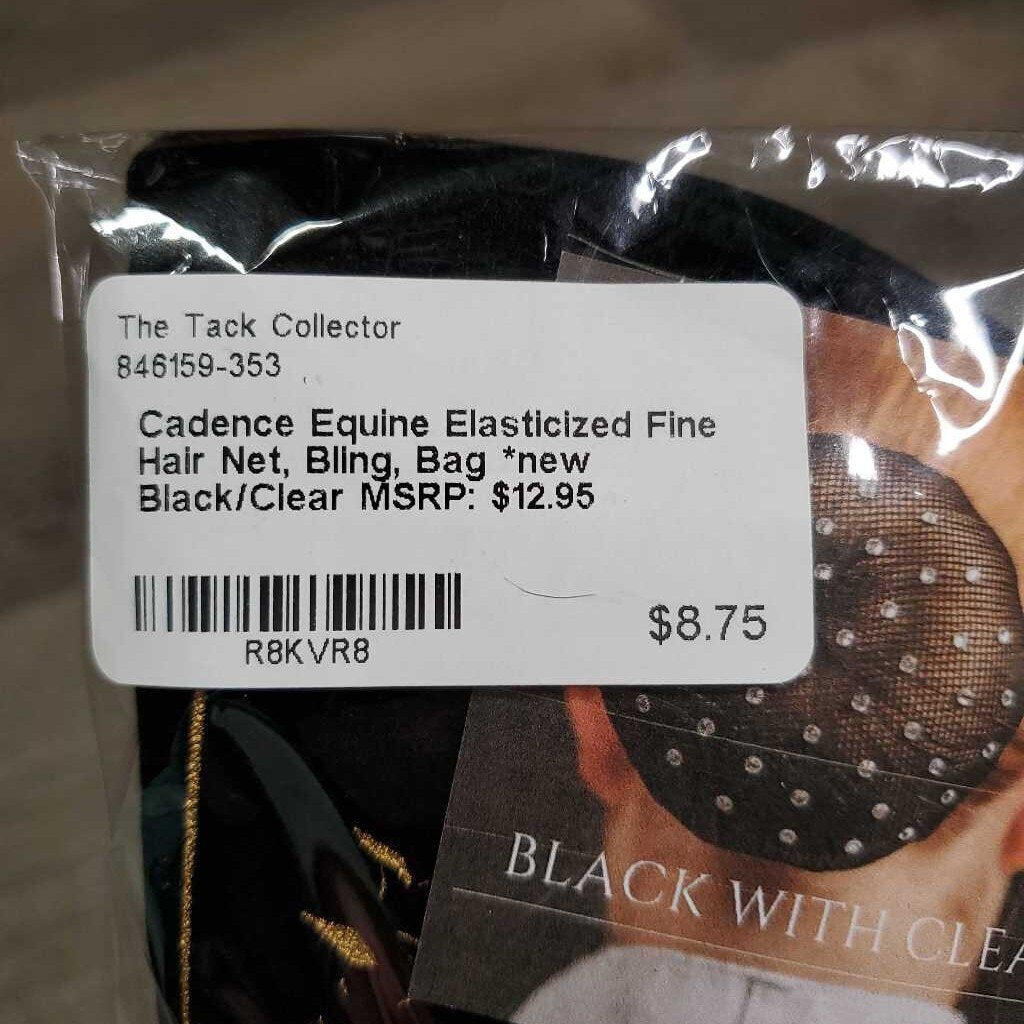 The Tack Collector
846159-353
Cadence Equine Elasticized Fine
Hair Net, Bling, Bag *new
Black/Clear MSRP: $12.95
R8KVR8
$8.75
BLACK WITH CLEA